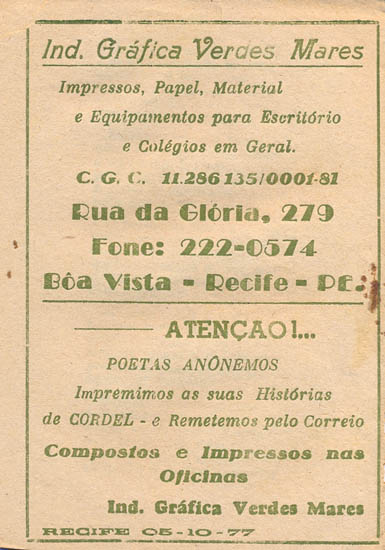 Ind. Gráfica Verdes Mares
Impressos, Papel, Material
e Equipamentos para Escritório
e Colégios em Geral.
C. G. C. 11.286 135/0001-81
Rua da Glória, 279
Fone: 222-0574
Bôa Vista - Recife - PE.
ATENÇAO!...
POETAS ANÔNEMOS
Impremimos as suas Histórias
de CORDEL - e Remetemos pelo Correio
Compostos e Impressos nas
Oficinas
Ind. Gráfica Verdes Mares
RECIFE 05-10-77